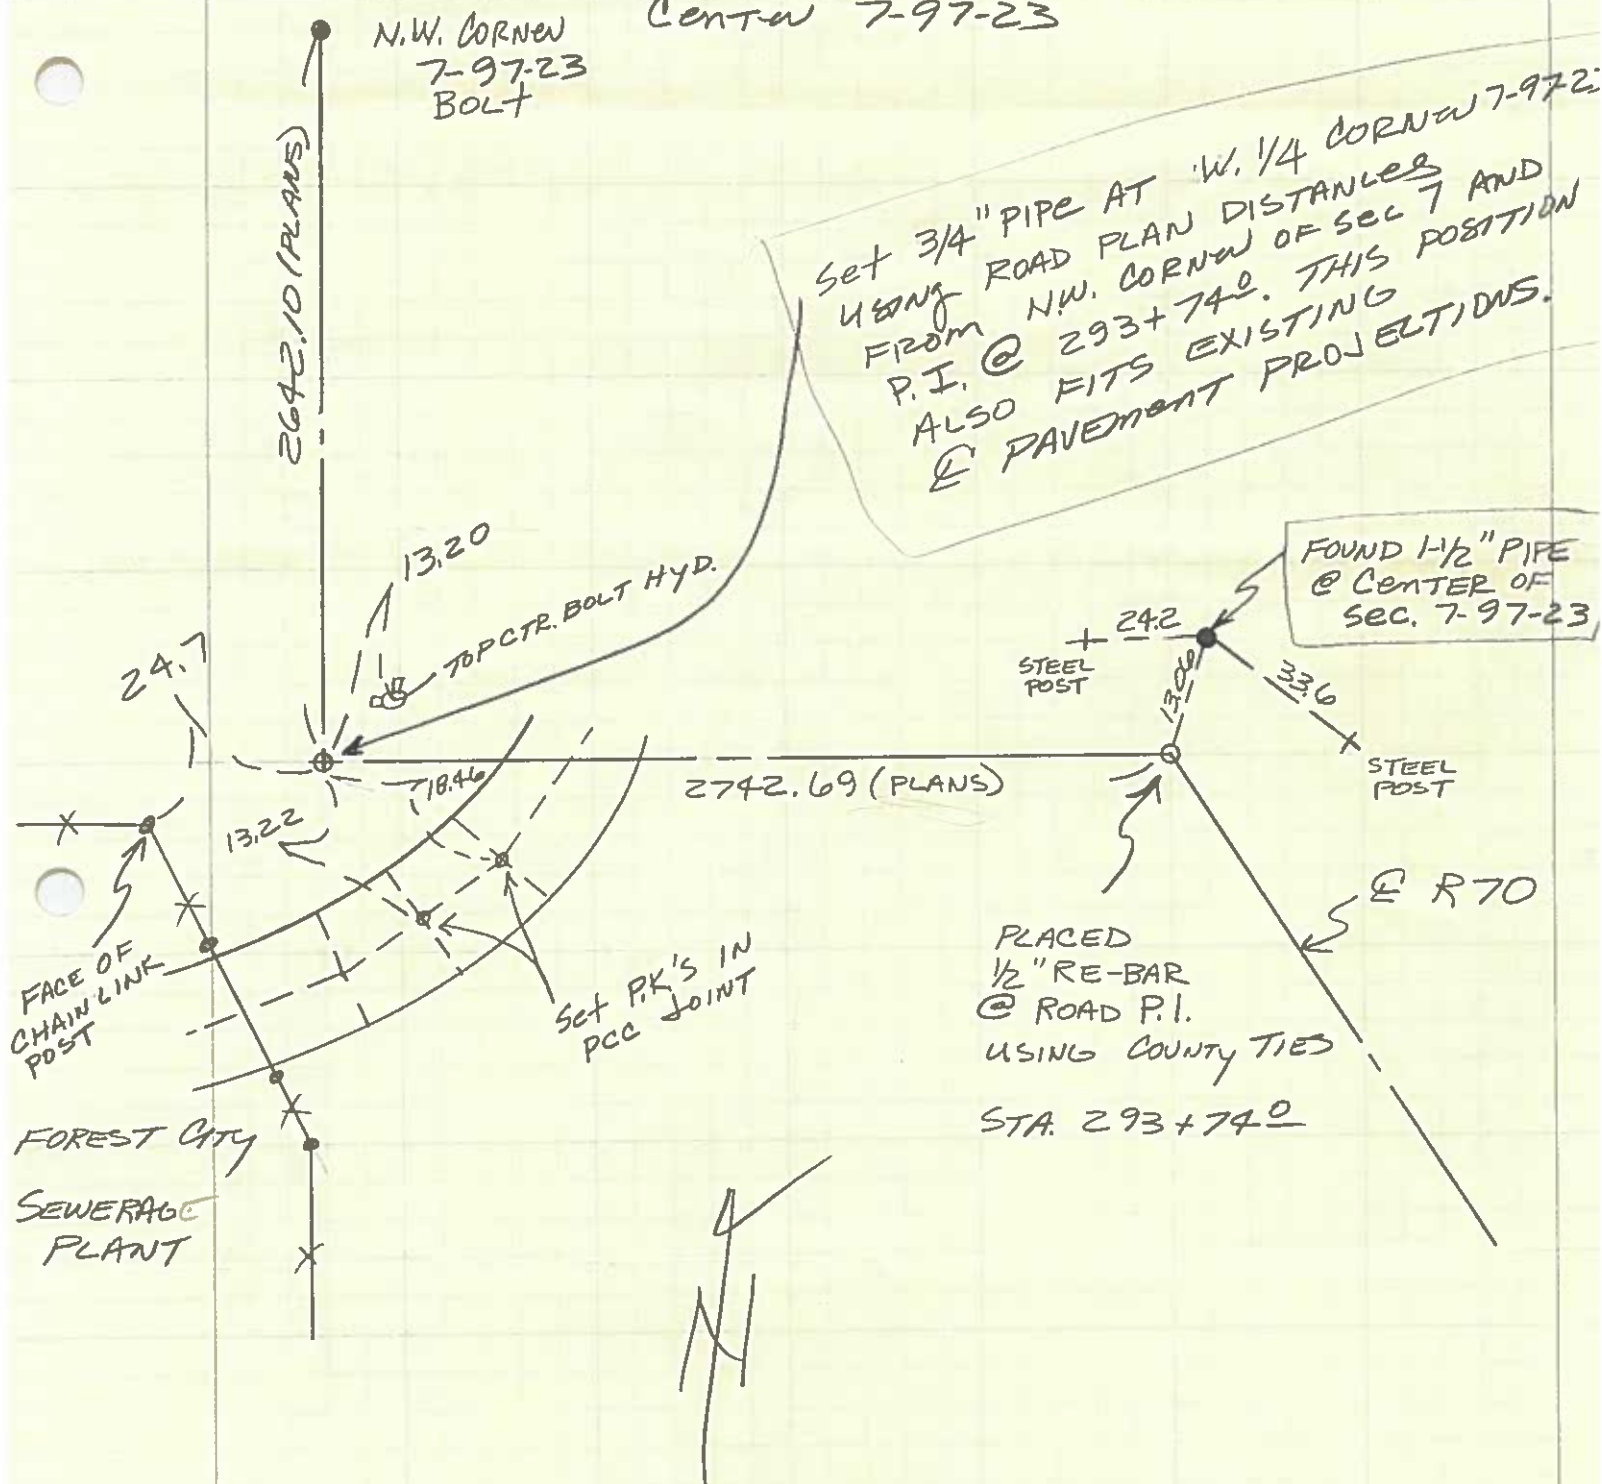 Center 7-97-23
N.W. CORNER
7-97-23
BOLT
2642.10 (PLANS)
Set 3/4" PIPE AT W. 1/4 CORNER 7-97-2
USING ROAD PLAN DISTANCES
FROM N.W. CORNER OF SEC 7 AND
P.I. @ 293+74.0. THIS POSITION
ALSO FITS EXISTING
℄ PAVEMENT PROJECTIONS.
13.20
TOP CTR. BOLT HYD.
24.7
FOUND 1-1/2" PIPE
@ CENTER OF
SEC. 7-97-23
24.2
STEEL
POST
13.06
33.6
STEEL
POST
18.46
2742.69 (PLANS)
13.22
℄ R70
FACE OF
CHAIN LINK
POST
Set P.K.'S IN
PCC JOINT
PLACED
1/2" RE-BAR
@ ROAD P.I.
USING COUNTY TIES
STA. 293+74.0
FOREST CITY
SEWERAGE
PLANT
N